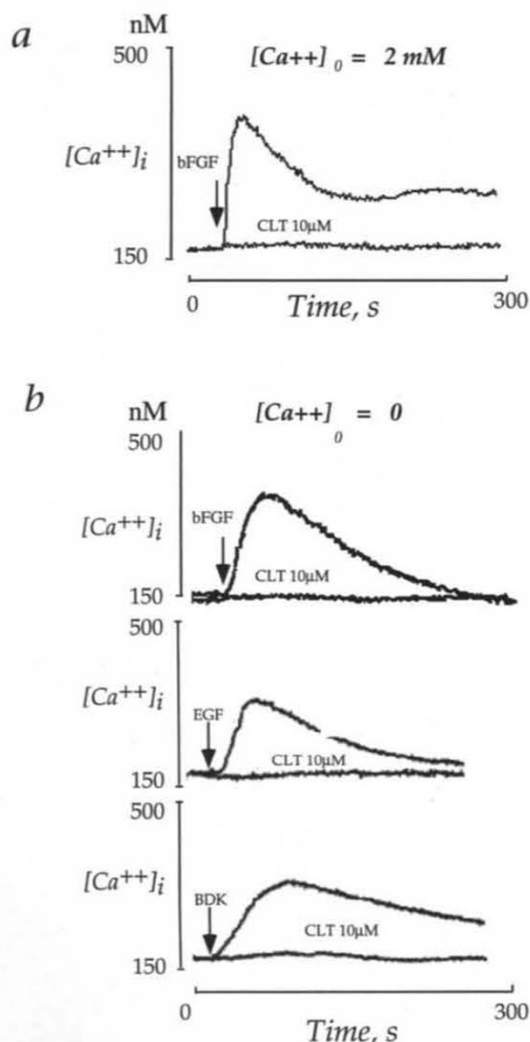 a
nM
500
[Ca++] 0 = 2 mM
[Ca++]i
bFGF
CLT 10µM
150
0
300
Time, s
b
nM
500
[Ca++] 0 = 0
[Ca++]i
bFGF
CLT 10µM
150
500
[Ca++]i
EGF
CLT 10µM
150
500
[Ca++]i
BDK
CLT 10µM
150
0
300
Time, s